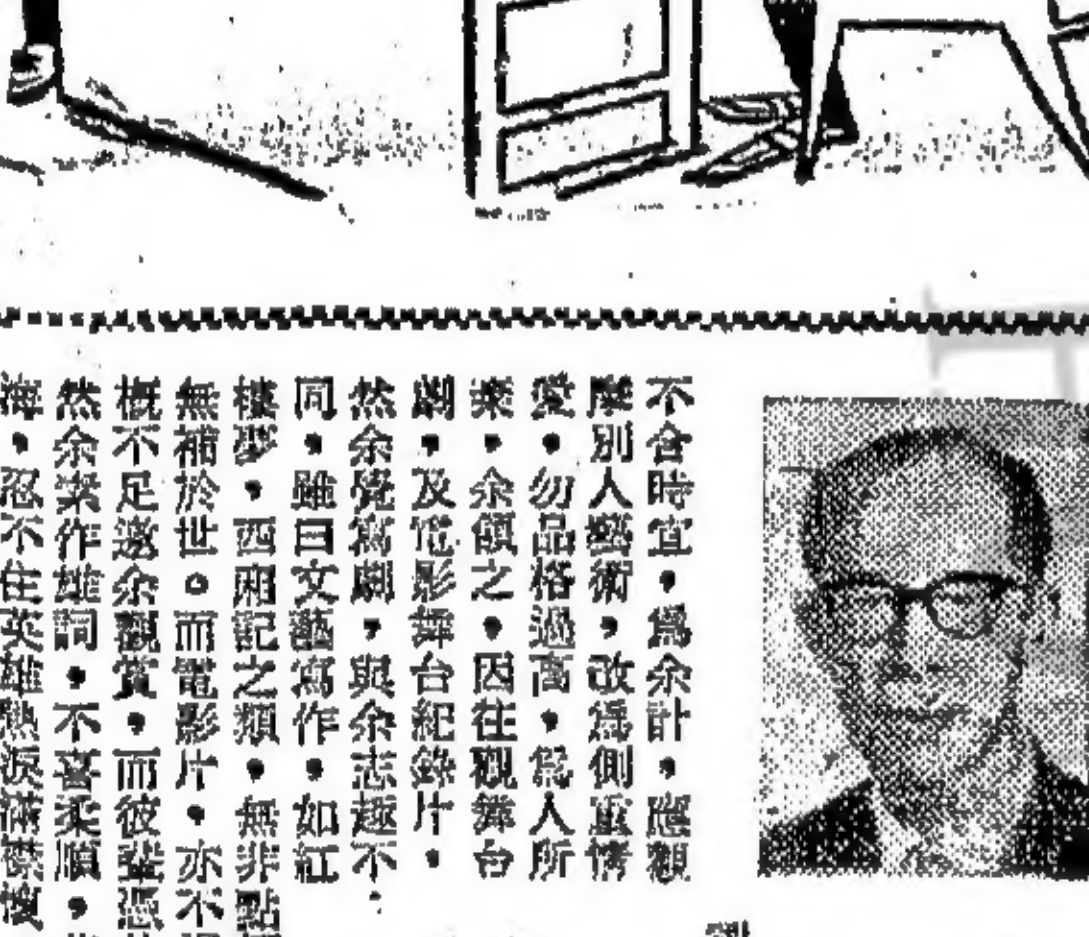 不合時宜，爲余計，應觀
摩別人藝術，改爲側重情
愛，勿品格過高，爲人所
樂，余頷之，因往觀舞台
劇，及電影舞台紀錄片，
然余覺寫劇，與余志趣不
同，雖曰文藝寫作，如紅
樓夢，西廂記之類，無非點
無補於世。而電影片，亦不
概不足邀余觀賞，而彼輩憑
然余素作雄詞，不喜柔順，
海，忍不住英雄熱淚滿襟